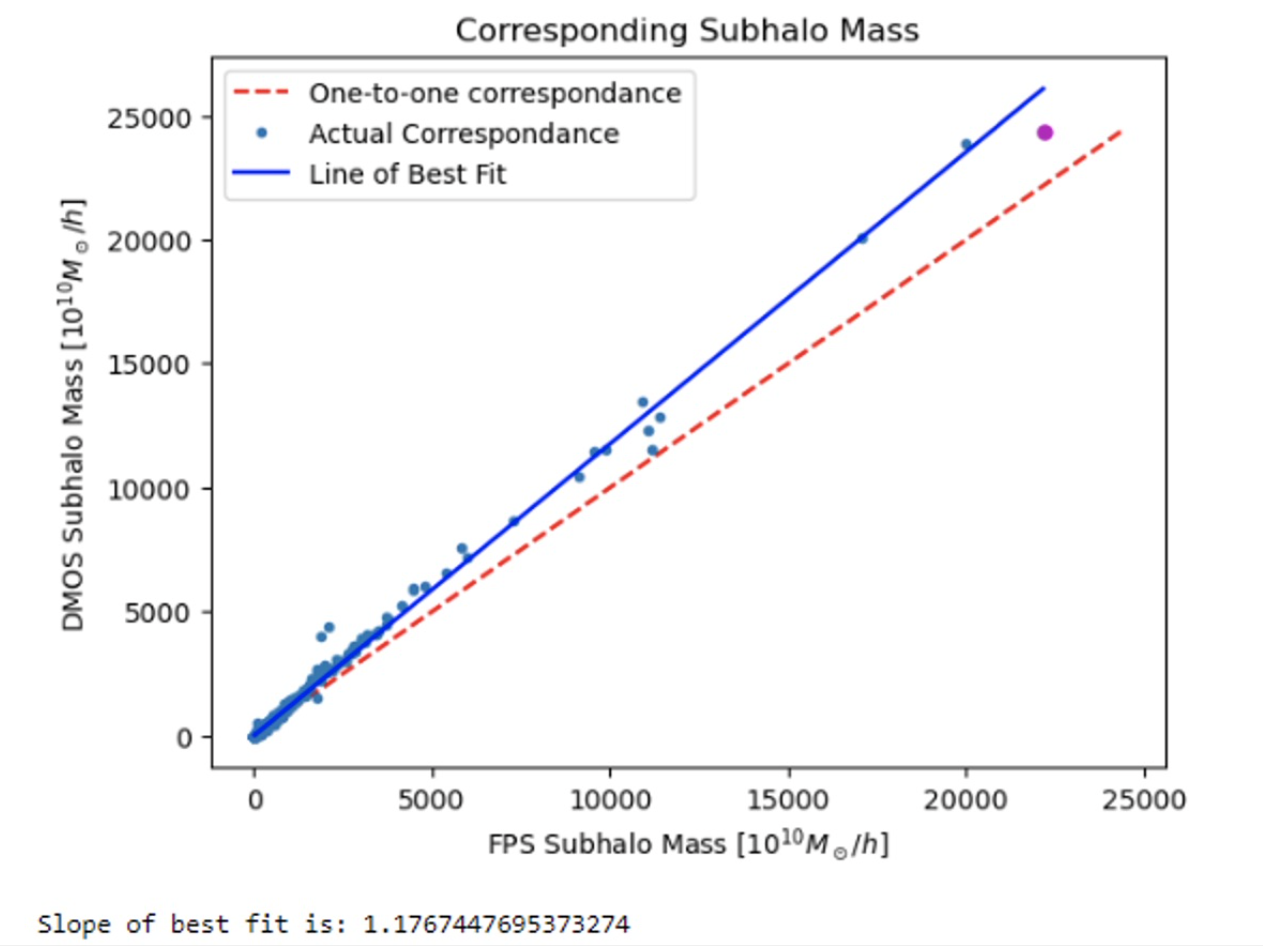 Corresponding Subhalo Mass
One-to-one correspondance
Actual Correspondance
Line of Best Fit
DMOS Subhalo Mass [10¹⁰M☉/h]
25000
20000
15000
10000
5000
0
0 5000 10000 15000 20000 25000
FPS Subhalo Mass [10¹⁰M☉/h]
Slope of best fit is: 1.1767447695373274